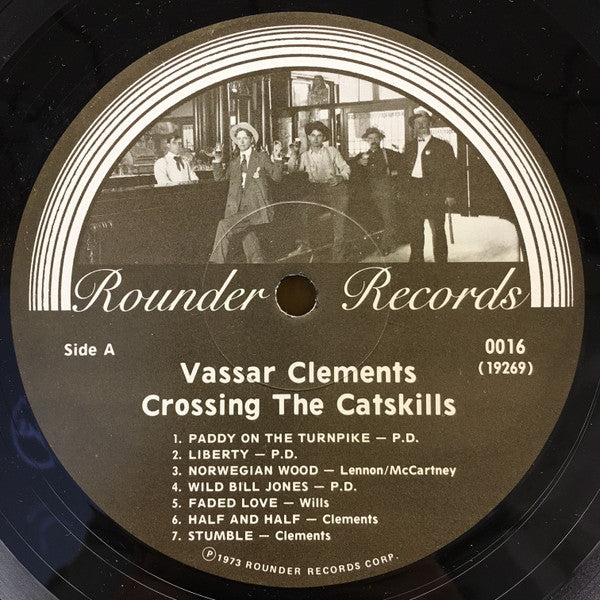 Rounder Records
Side A
0016
(19269)
Vassar Clements
Crossing The Catskills
1. PADDY ON THE TURNPIKE — P.D.
2. LIBERTY — P.D.
3. NORWEGIAN WOOD — Lennon/McCartney
4. WILD BILL JONES — P.D.
5. FADED LOVE — Wills
6. HALF AND HALF — Clements
7. STUMBLE — Clements
Ⓟ1973 ROUNDER RECORDS CORP.